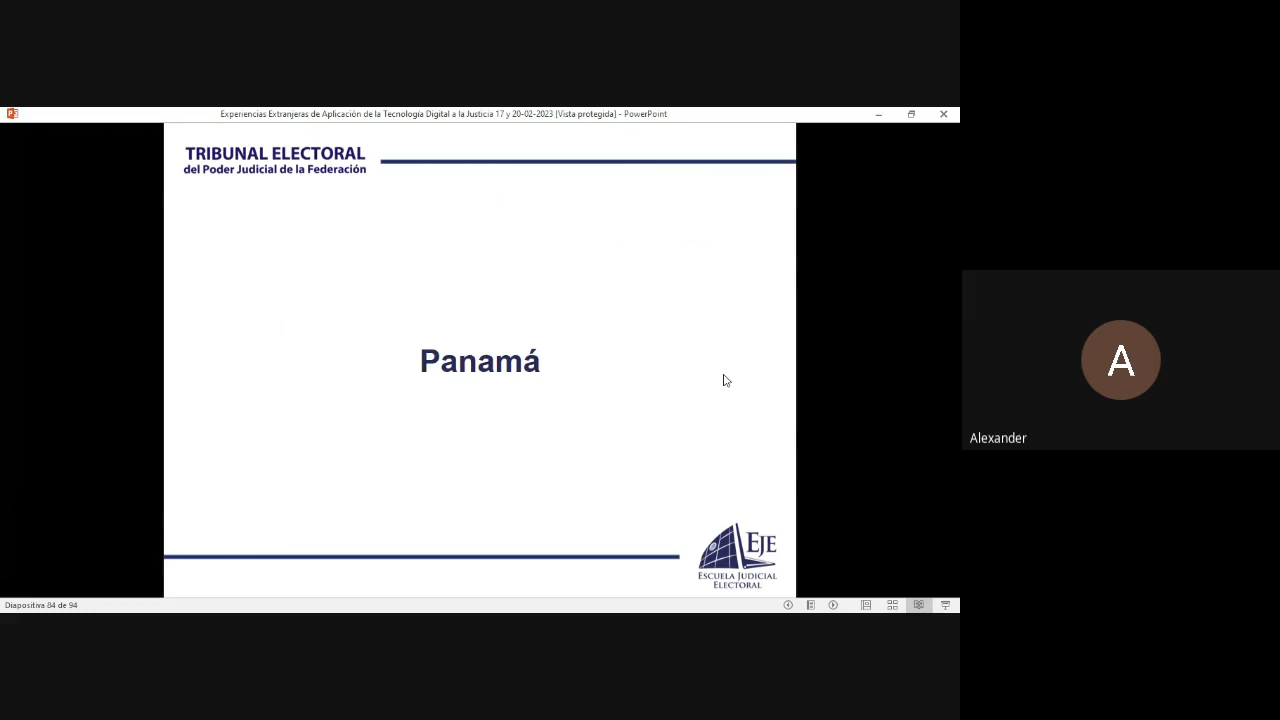 Experiencias Extranjeras de Aplicación de la Tecnología Digital a la Justicia 17 y 20-02-2023 [Vista protegida] - PowerPoint
TRIBUNAL ELECTORAL
del Poder Judicial de la Federación
Panamá
A
Alexander
EJE
ESCUELA JUDICIAL
ELECTORAL
Diapositiva 84 de 94